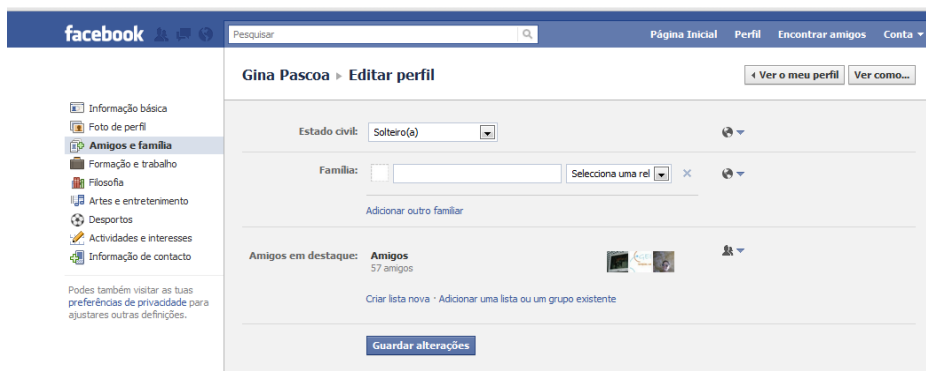 facebook
Pesquisar
Página Inicial Perfil Encontrar amigos Conta
Gina Pascoa ▸ Editar perfil
Ver o meu perfil
Ver como...
Informação básica
Foto de perfil
Amigos e família
Formação e trabalho
Filosofia
Artes e entretenimento
Desportos
Actividades e interesses
Informação de contacto
Podes também visitar as tuas
preferências de privacidade para
ajustares outras definições.
Estado civil: Solteiro(a)
Família: Selecciona uma rel
Adicionar outro familiar
Amigos em destaque: Amigos
57 amigos
Criar lista nova · Adicionar uma lista ou um grupo existente
Guardar alterações